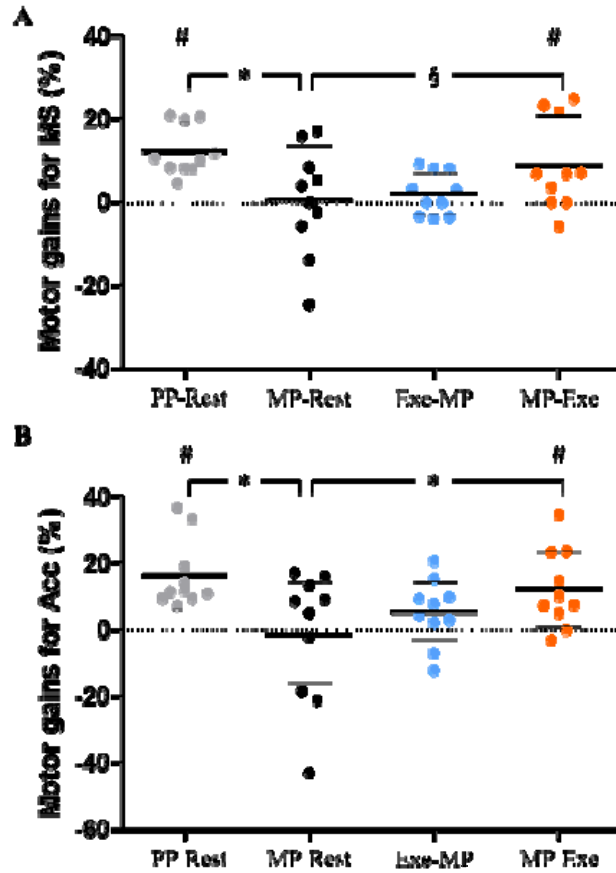 A
Motor gains for MS (%)
# #
* δ
40
20
0
-20
-40
PP-Rest MP-Rest Exe-MP MP-Exe
B
Motor gains for Acc (%)
# #
* *
40
20
0
-20
-40
-60
PP Rest MP Rest Exe-MP MP Exe